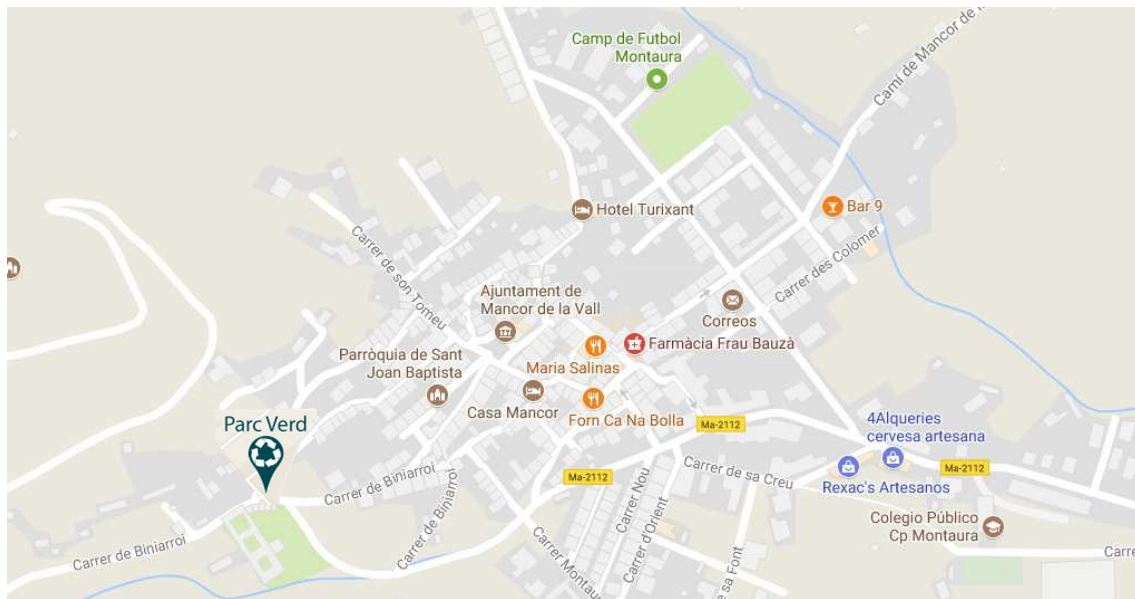 Camp de Futbol
Montaura
Camí de Mancor de
Hotel Turixant
Bar 9
Carrer de son Tomeu
Carrer des Colomer
Ajuntament de
Mancor de la Vall
Correos
Farmàcia Frau Bauzà
Maria Salinas
Parròquia de Sant
Joan Baptista
Casa Mancor
Forn Ca Na Bolla
Parc Verd
Ma-2112
4Alqueries
cervesa artesana
Ma-2112
Ma-2112
Carrer de sa Creu
Rexac's Artesanos
Carrer de Biniarroi
Carrer de Biniarroi
Carrer Nou
Carrer d'Orient
Colegio Público
Cp Montaura
Carrer de Biniarroi
Carrer Montau
de sa Font
Carre